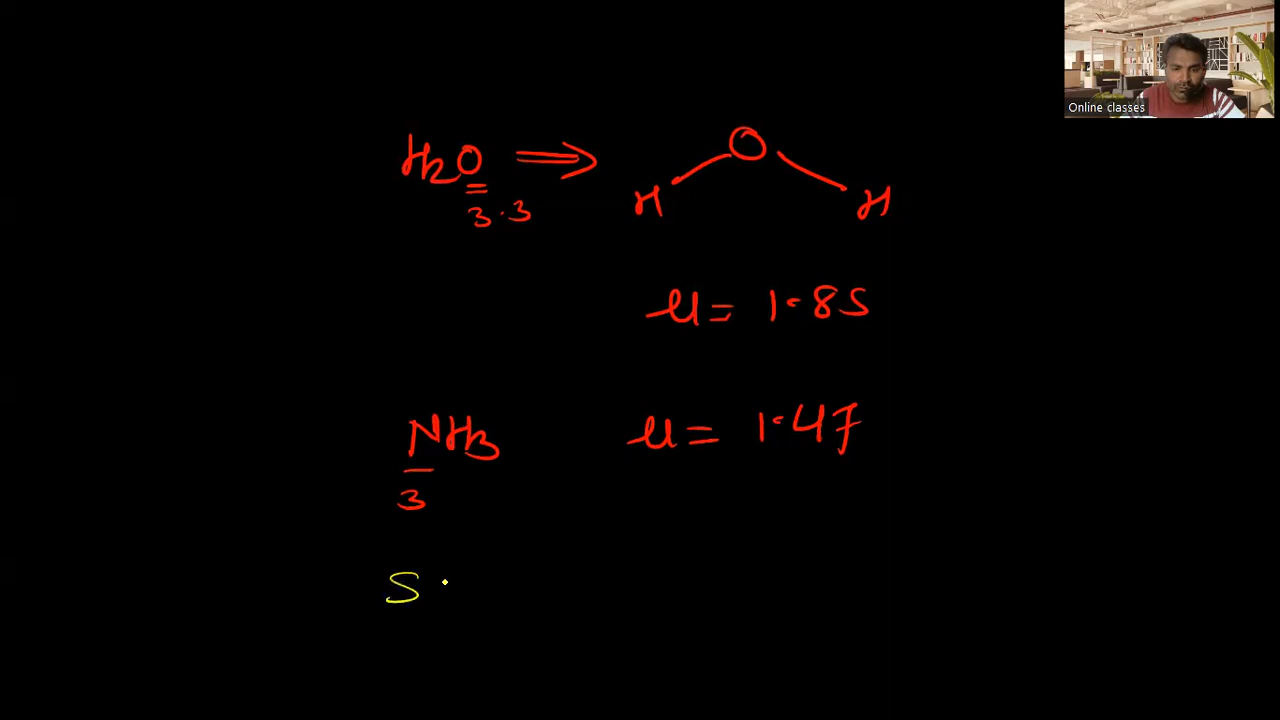 Online classes
H2O ⇒ O
H H
3.3
μ = 1.85
NH3 μ = 1.47
3
S